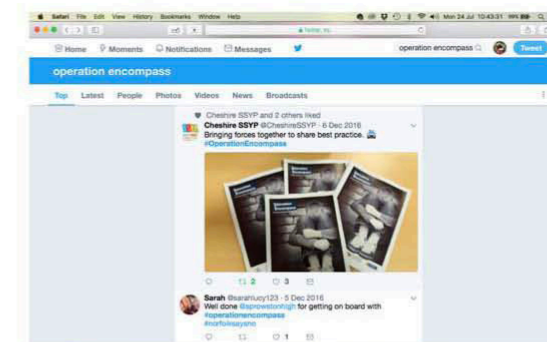 Safari File Edit View History Bookmarks Window Help
Mon 24 Jul 10:43:31
Home Moments Notifications Messages operation encompass Tweet
operation encompass
Top Latest People Photos Videos News Broadcasts
Cheshire SSYP and 2 others liked
Cheshire SSYP @CheshireSSYP · 6 Dec 2016
Bringing forces together to share best practice.
#OperationEncompass
2 3
Sarah @sarahlucy123 · 5 Dec 2016
Well done @sprowstonhigh for getting on board with
#operationencompass
#norfolksaysno
1